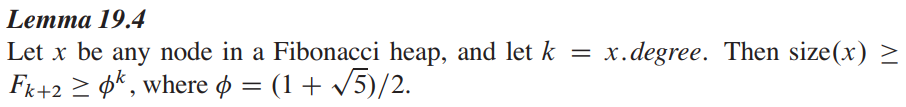 Lemma 19.4
Let x be any node in a Fibonacci heap, and let k = x.degree. Then size(x) ≥
F_{k+2} ≥ ϕ^k, where ϕ = (1 + √5)/2.